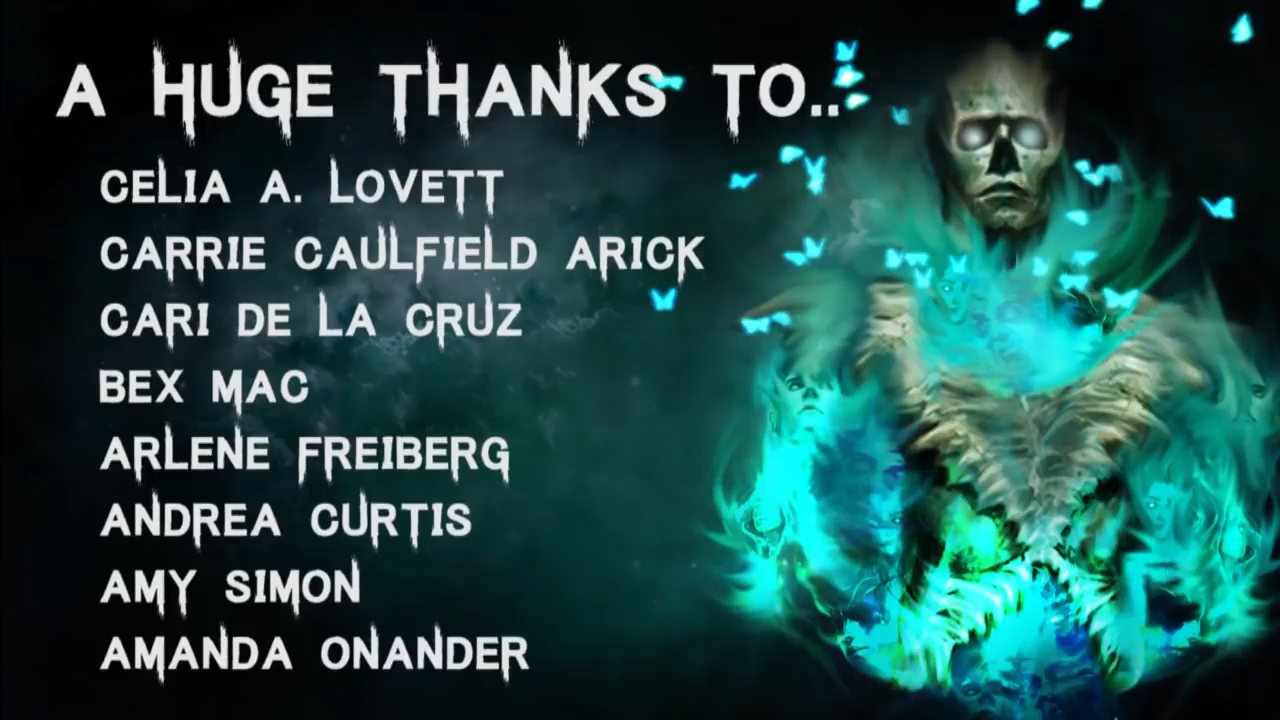 A HUGE THANKS TO..
CELIA A. LOVETT
CARRIE CAULFIELD ARICK
CARI DE LA CRUZ
BEX MAC
ARLENE FREIBERG
ANDREA CURTIS
AMY SIMON
AMANDA ONANDER